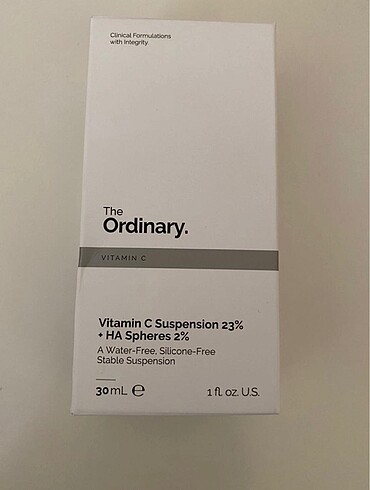 Clinical Formulations
with Integrity.
The
Ordinary.
VITAMIN C
Vitamin C Suspension 23%
+ HA Spheres 2%
A Water-Free, Silicone-Free
Stable Suspension
30mL ℮
1 fl. oz. U.S.